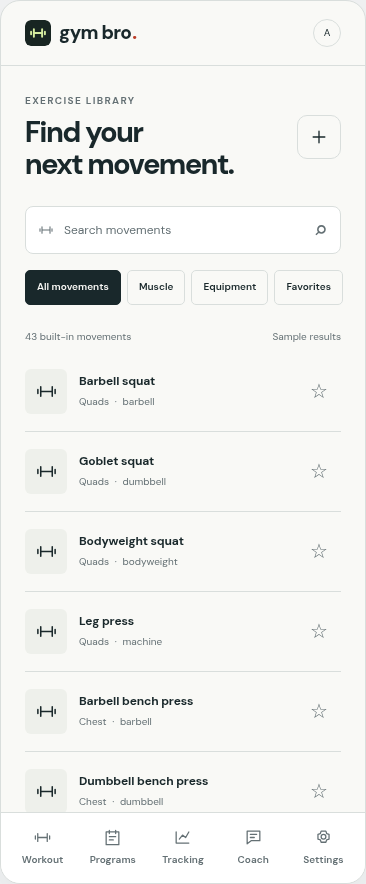 gym bro.
A
EXERCISE LIBRARY
Find your
next movement.
Search movements
All movements
Muscle
Equipment
Favorites
43 built-in movements
Sample results
Barbell squat
Quads · barbell
Goblet squat
Quads · dumbbell
Bodyweight squat
Quads · bodyweight
Leg press
Quads · machine
Barbell bench press
Chest · barbell
Dumbbell bench press
Chest · dumbbell
Workout
Programs
Tracking
Coach
Settings